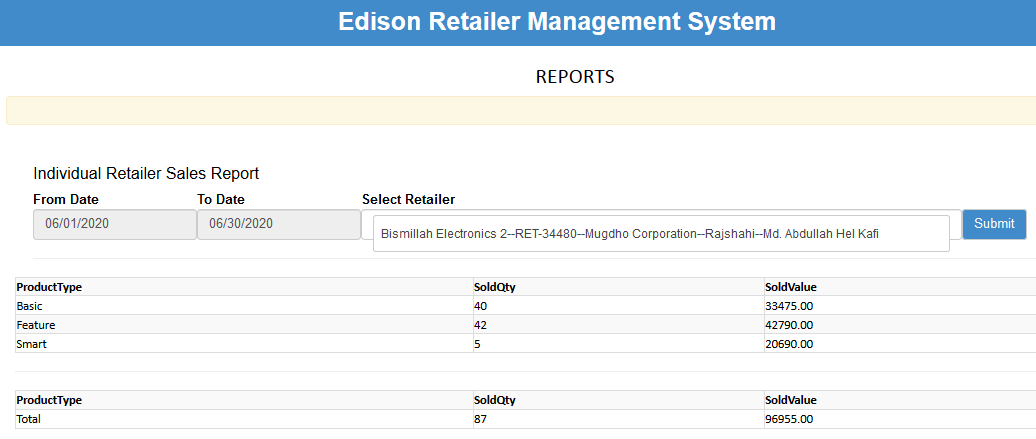 Edison Retailer Management System
REPORTS
Individual Retailer Sales Report
From Date To Date Select Retailer
06/01/2020 06/30/2020 Bismillah Electronics 2--RET-34480--Mugdho Corporation--Rajshahi--Md. Abdullah Hel Kafi Submit
ProductType SoldQty SoldValue
Basic 40 33475.00
Feature 42 42790.00
Smart 5 20690.00
ProductType SoldQty SoldValue
Total 87 96955.00